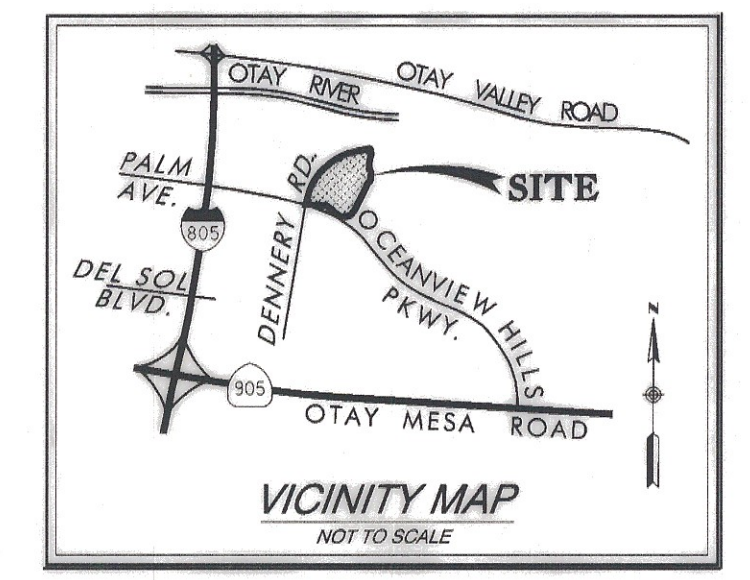 OTAY RIVER
OTAY VALLEY ROAD
PALM
AVE.
RD.
SITE
805
DENNERY
OCEANVIEW HILLS
PKWY.
DEL SOL
BLVD.
N
905
OTAY MESA ROAD
VICINITY MAP
NOT TO SCALE